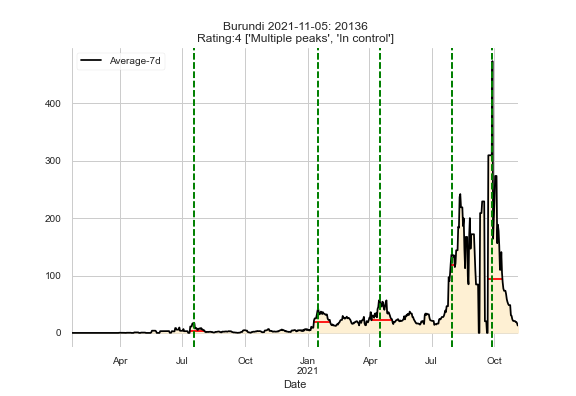 Burundi 2021-11-05: 20136
Rating:4 ['Multiple peaks', 'In control']
Average-7d
400
300
200
100
0
Apr
Jul
Oct
Jan
2021
Apr
Jul
Oct
Date